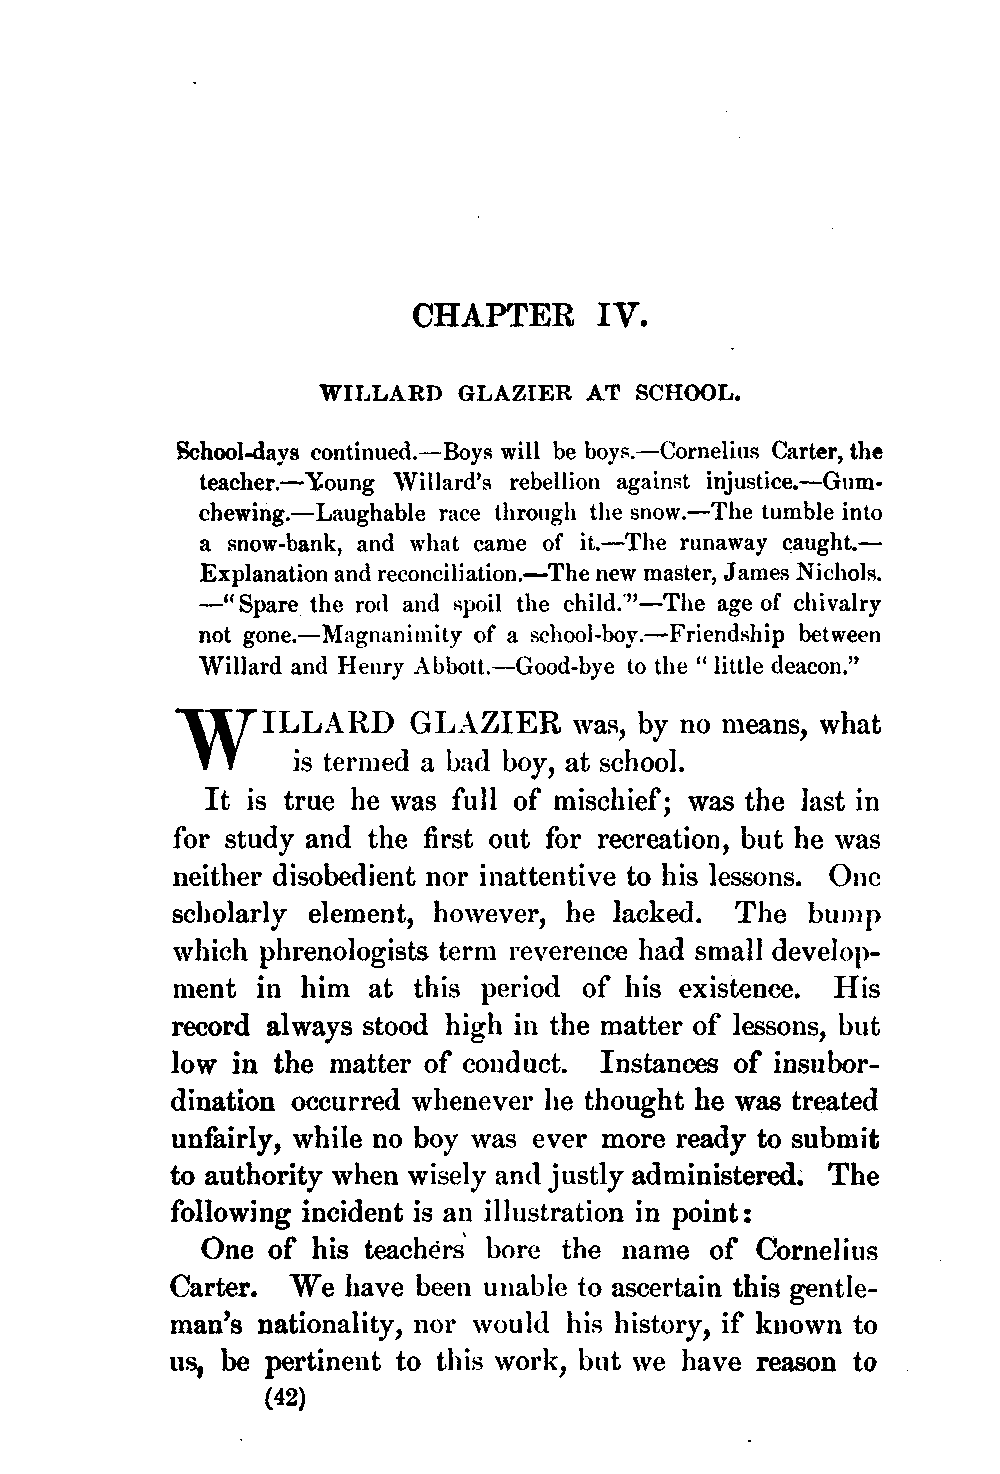 CHAPTER IV.
WILLARD GLAZIER AT SCHOOL.
School-days continued.—Boys will be boys.—Cornelius Carter, the
teacher.—Young Willard's rebellion against injustice.—Gum-
chewing.—Laughable race through the snow.—The tumble into
a snow-bank, and what came of it.—The runaway caught.—
Explanation and reconciliation.—The new master, James Nichols.
—"Spare the rod and spoil the child."—The age of chivalry
not gone.—Magnanimity of a school-boy.—Friendship between
Willard and Henry Abbott.—Good-bye to the "little deacon."
WILLARD GLAZIER was, by no means, what
is termed a bad boy, at school.
It is true he was full of mischief; was the last in
for study and the first out for recreation, but he was
neither disobedient nor inattentive to his lessons. One
scholarly element, however, he lacked. The bump
which phrenologists term reverence had small develop-
ment in him at this period of his existence. His
record always stood high in the matter of lessons, but
low in the matter of conduct. Instances of insubor-
dination occurred whenever he thought he was treated
unfairly, while no boy was ever more ready to submit
to authority when wisely and justly administered. The
following incident is an illustration in point:
One of his teachers bore the name of Cornelius
Carter. We have been unable to ascertain this gentle-
man's nationality, nor would his history, if known to
us, be pertinent to this work, but we have reason to
(42)